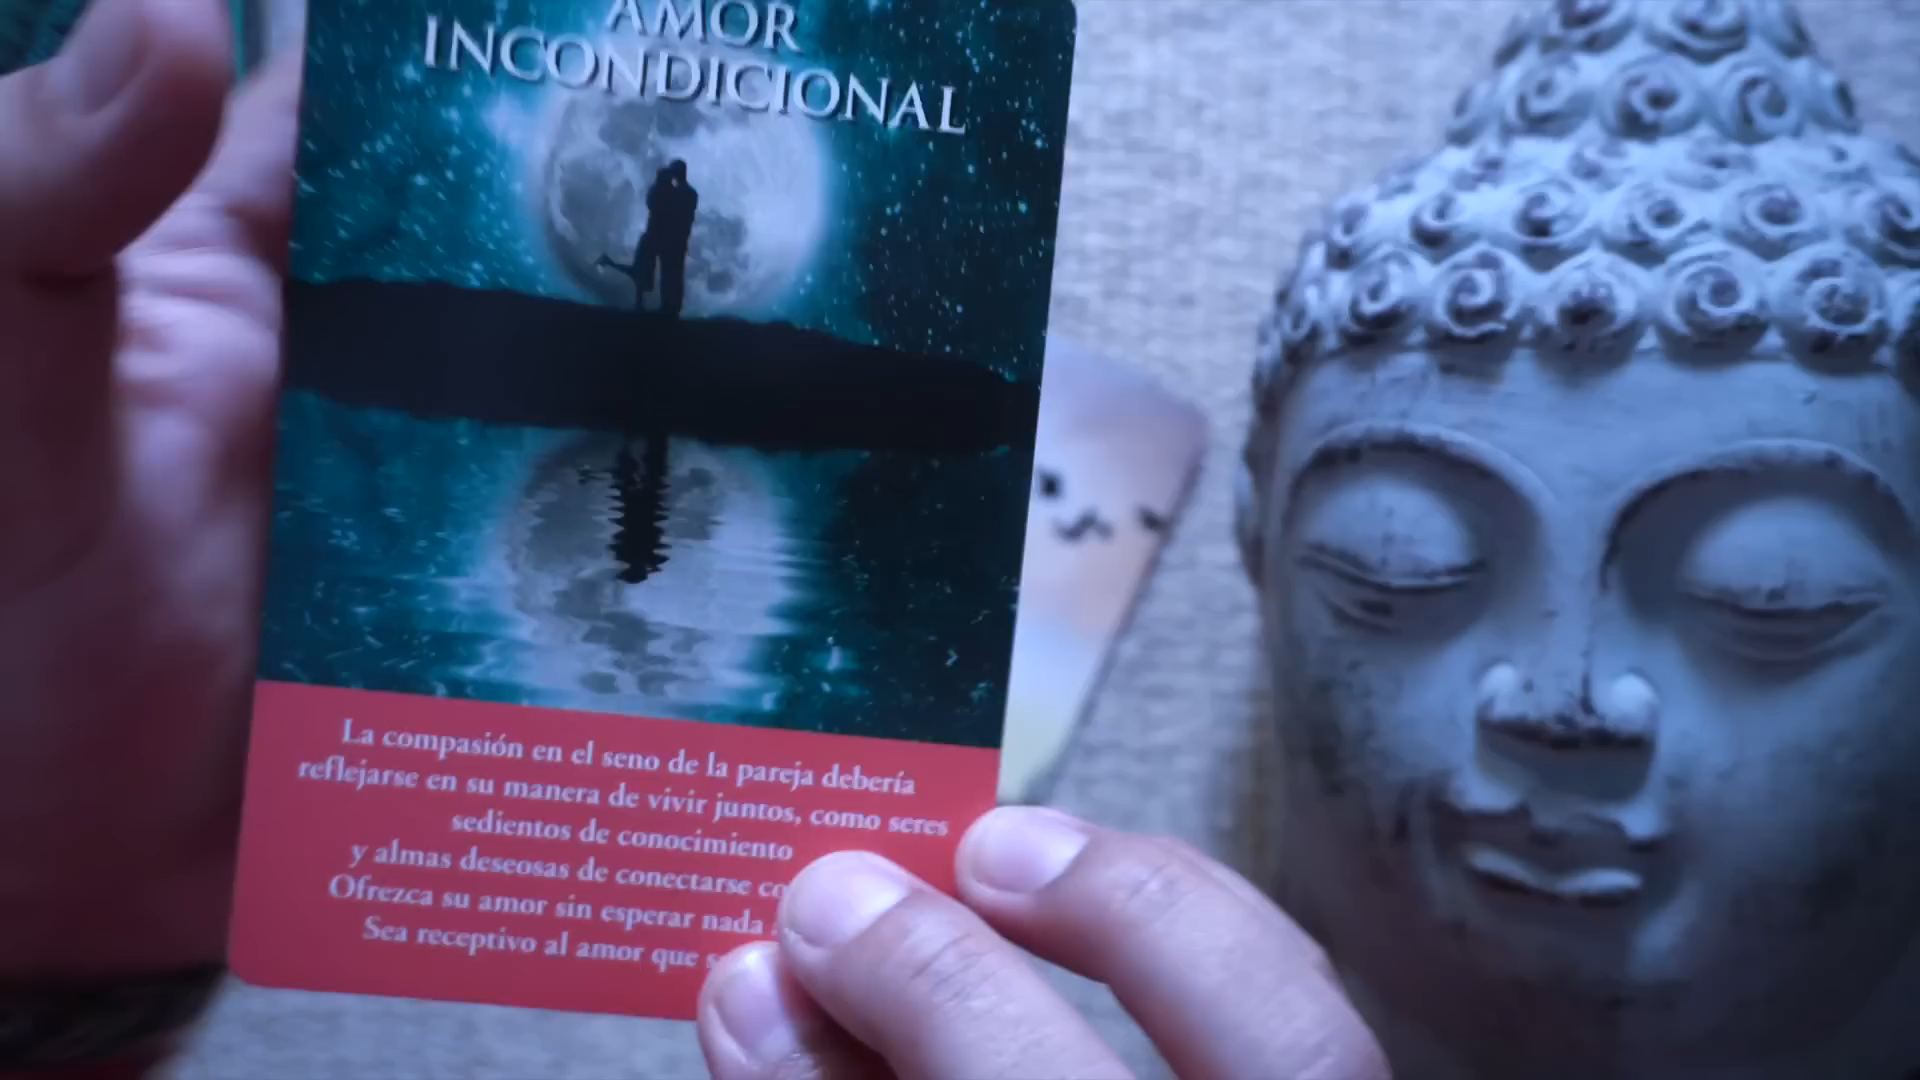 AMOR
INCONDICIONAL
La compasión en el seno de la pareja debería
reflejarse en su manera de vivir juntos, como seres
sedientos de conocimiento
y almas deseosas de conectarse
Ofrezca su amor sin esperar nada
Sea receptivo al amor que